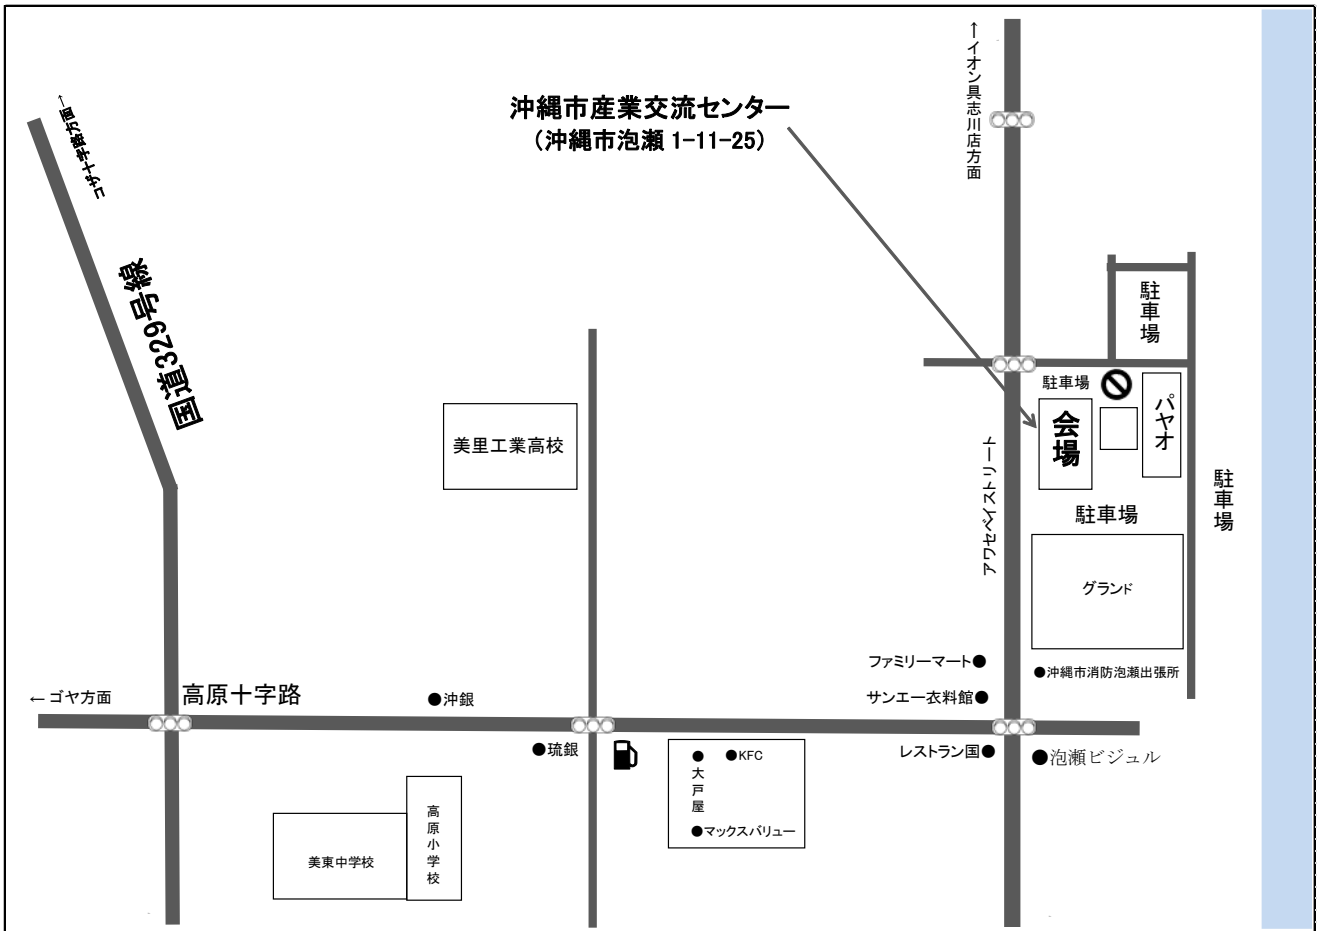 沖縄市産業交流センター
（沖縄市泡瀬 1-11-25）
←イオン具志川店方面
コザ十字路方面→
国道329号線
駐車場
駐車場
会場
パヤオ
美里工業高校
アワセベイストリート
駐車場
駐車場
グランド
ファミリーマート●
●沖縄市消防泡瀬出張所
←ゴヤ方面
高原十字路
●沖銀
サンエー衣料館●
●琉銀
●大戸屋
●KFC
●マックスバリュー
レストラン国●
●泡瀬ビジュル
高原小学校
美東中学校